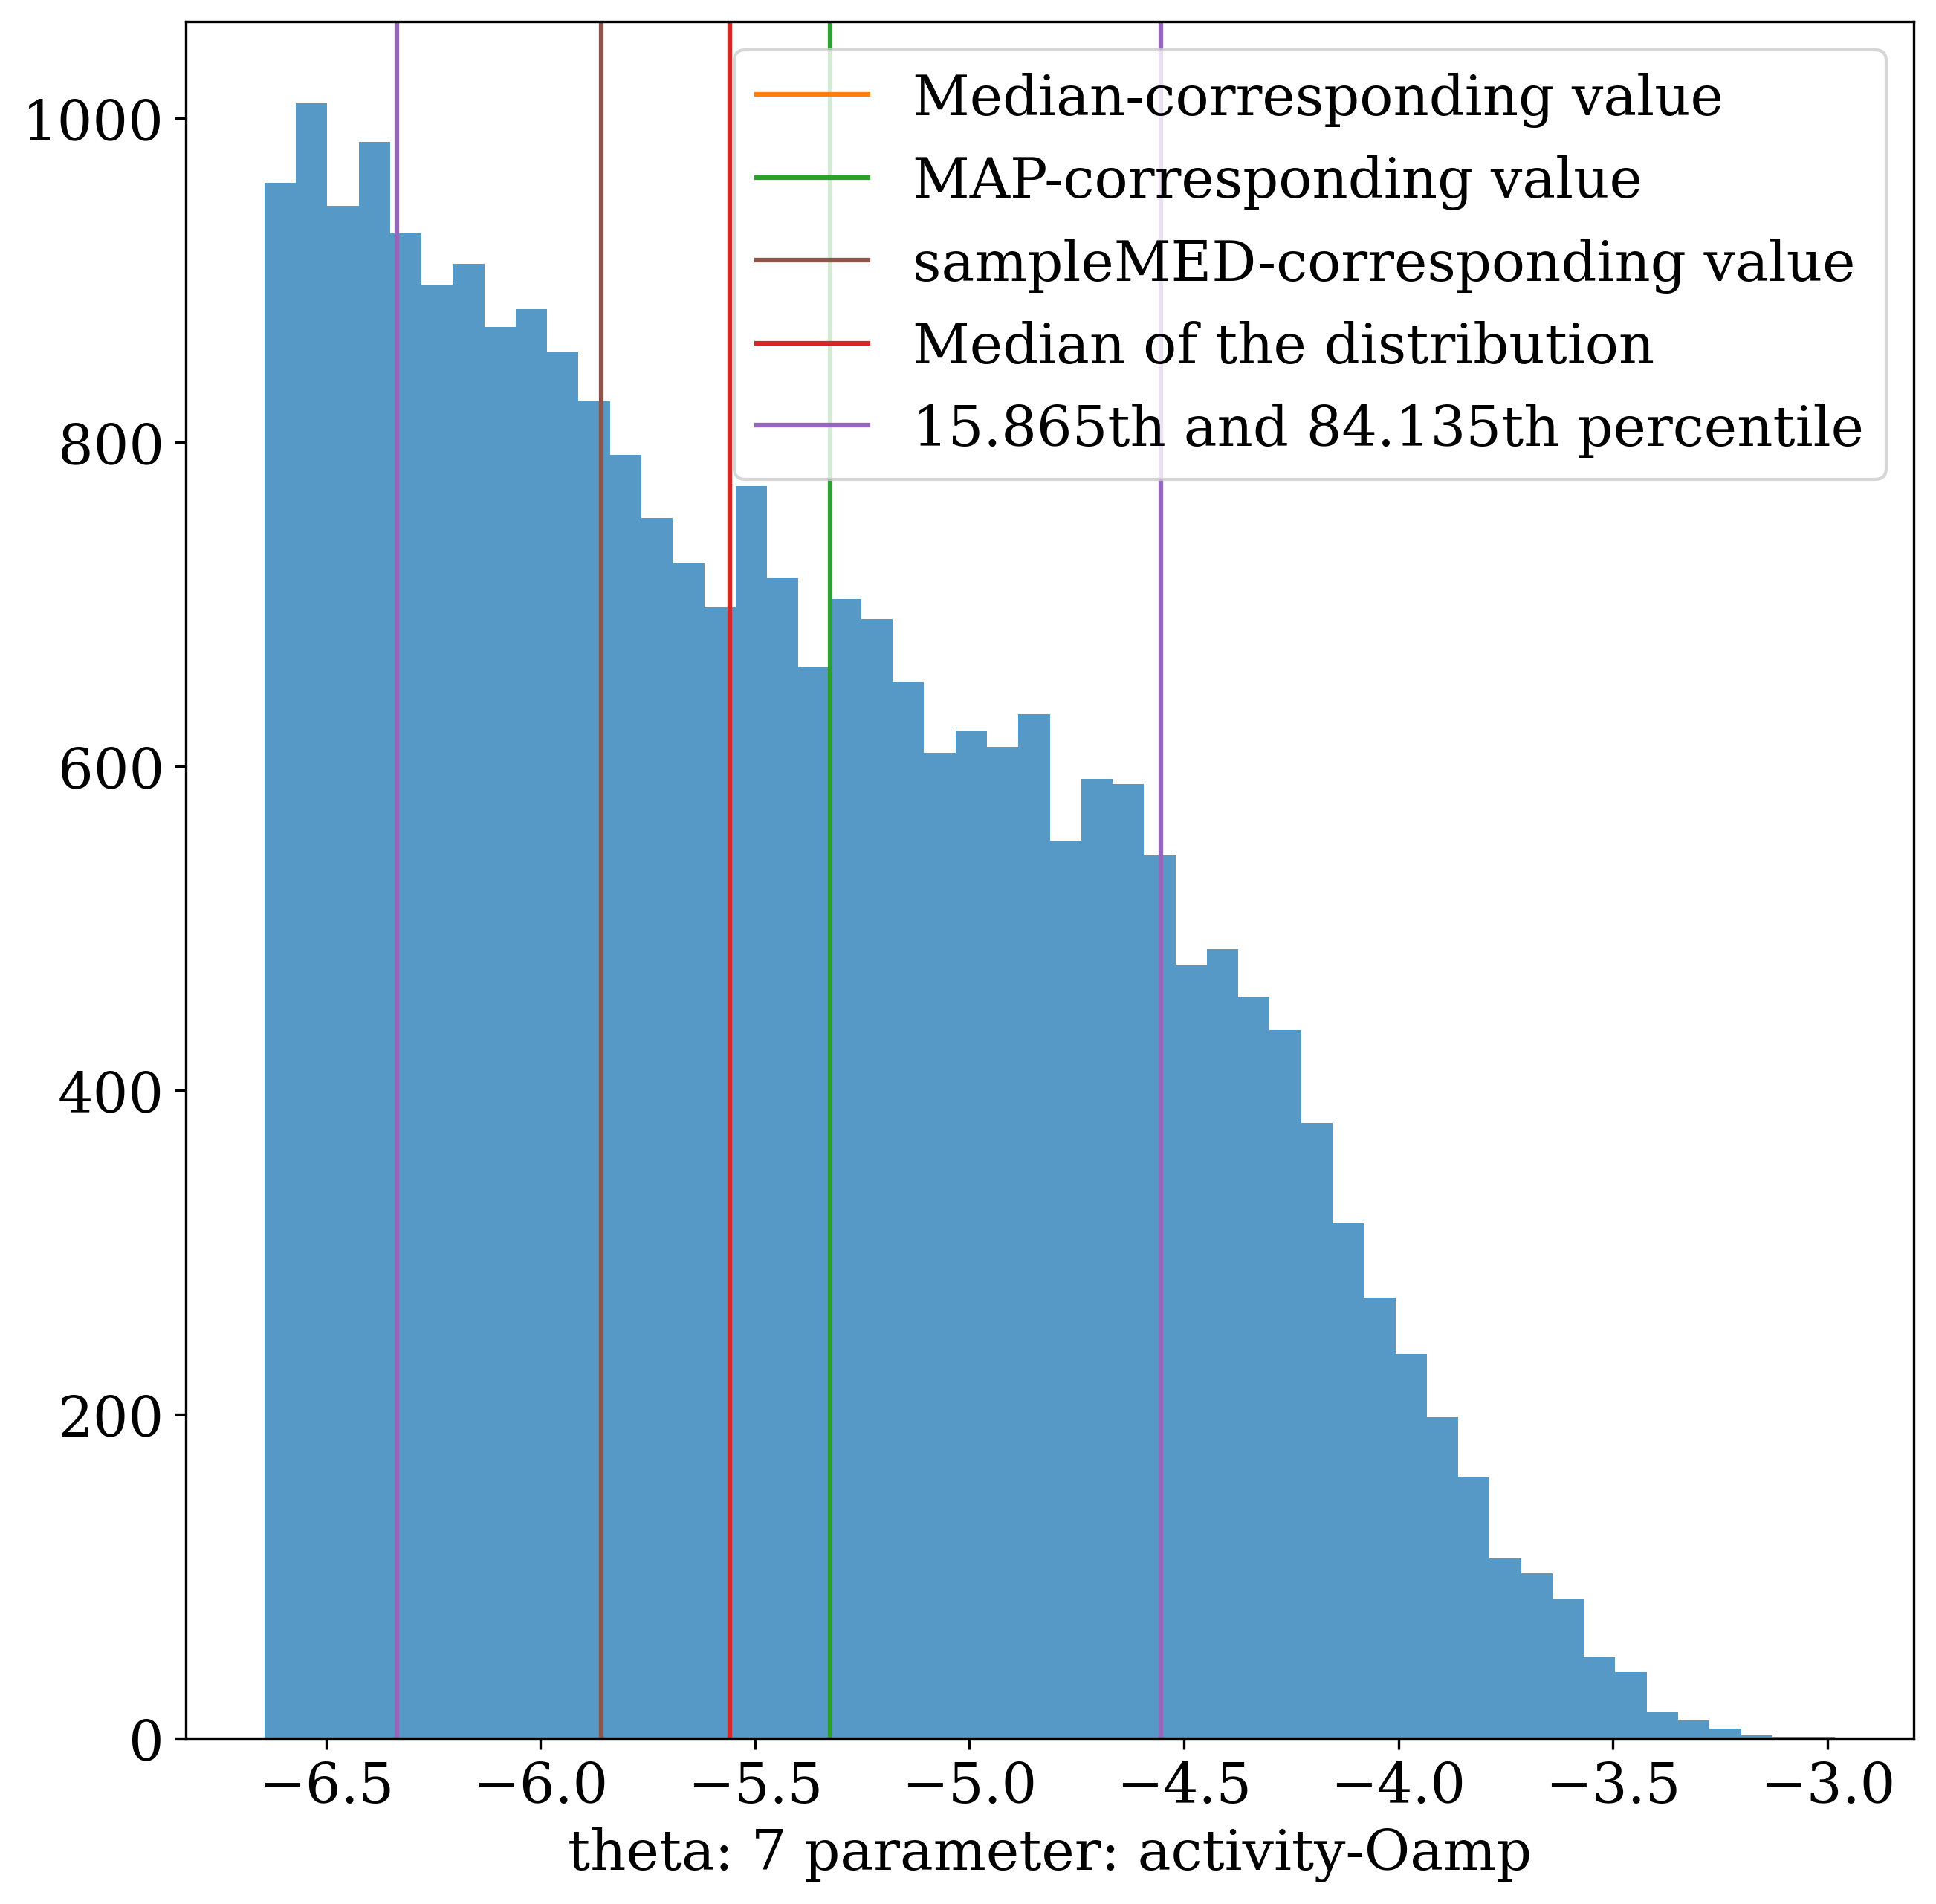 Median-corresponding value
MAP-corresponding value
sampleMED-corresponding value
Median of the distribution
15.865th and 84.135th percentile
1000
800
600
400
200
0
−6.5 −6.0 −5.5 −5.0 −4.5 −4.0 −3.5 −3.0
theta: 7 parameter: activity-Oamp